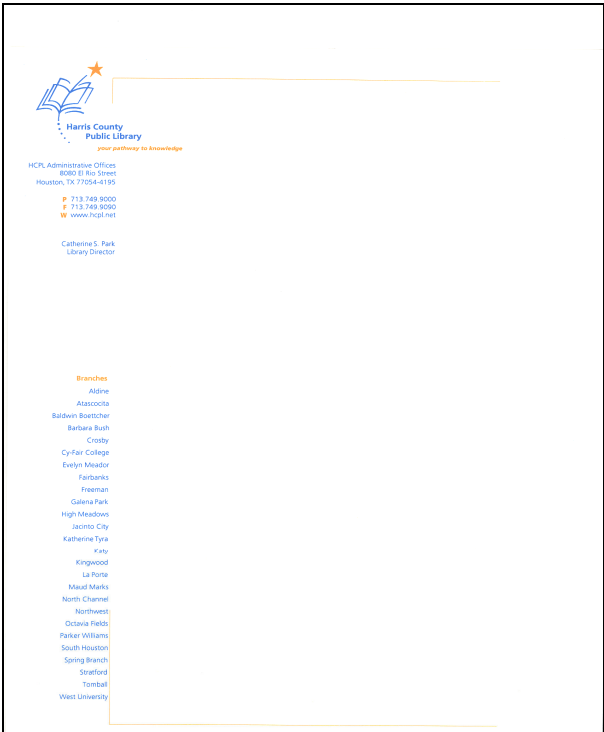 Harris County
Public Library
your pathway to knowledge
HCPL Administrative Offices
8080 El Rio Street
Houston, TX 77054-4195
P 713.749.9000
F 713.749.9090
W www.hcpl.net
Catherine S. Park
Library Director
Branches
Aldine
Atascocita
Baldwin Boettcher
Barbara Bush
Crosby
Cy-Fair College
Evelyn Meador
Fairbanks
Freeman
Galena Park
High Meadows
Jacinto City
Katherine Tyra
Katy
Kingwood
La Porte
Maud Marks
North Channel
Northwest
Octavia Fields
Parker Williams
South Houston
Spring Branch
Stratford
Tomball
West University